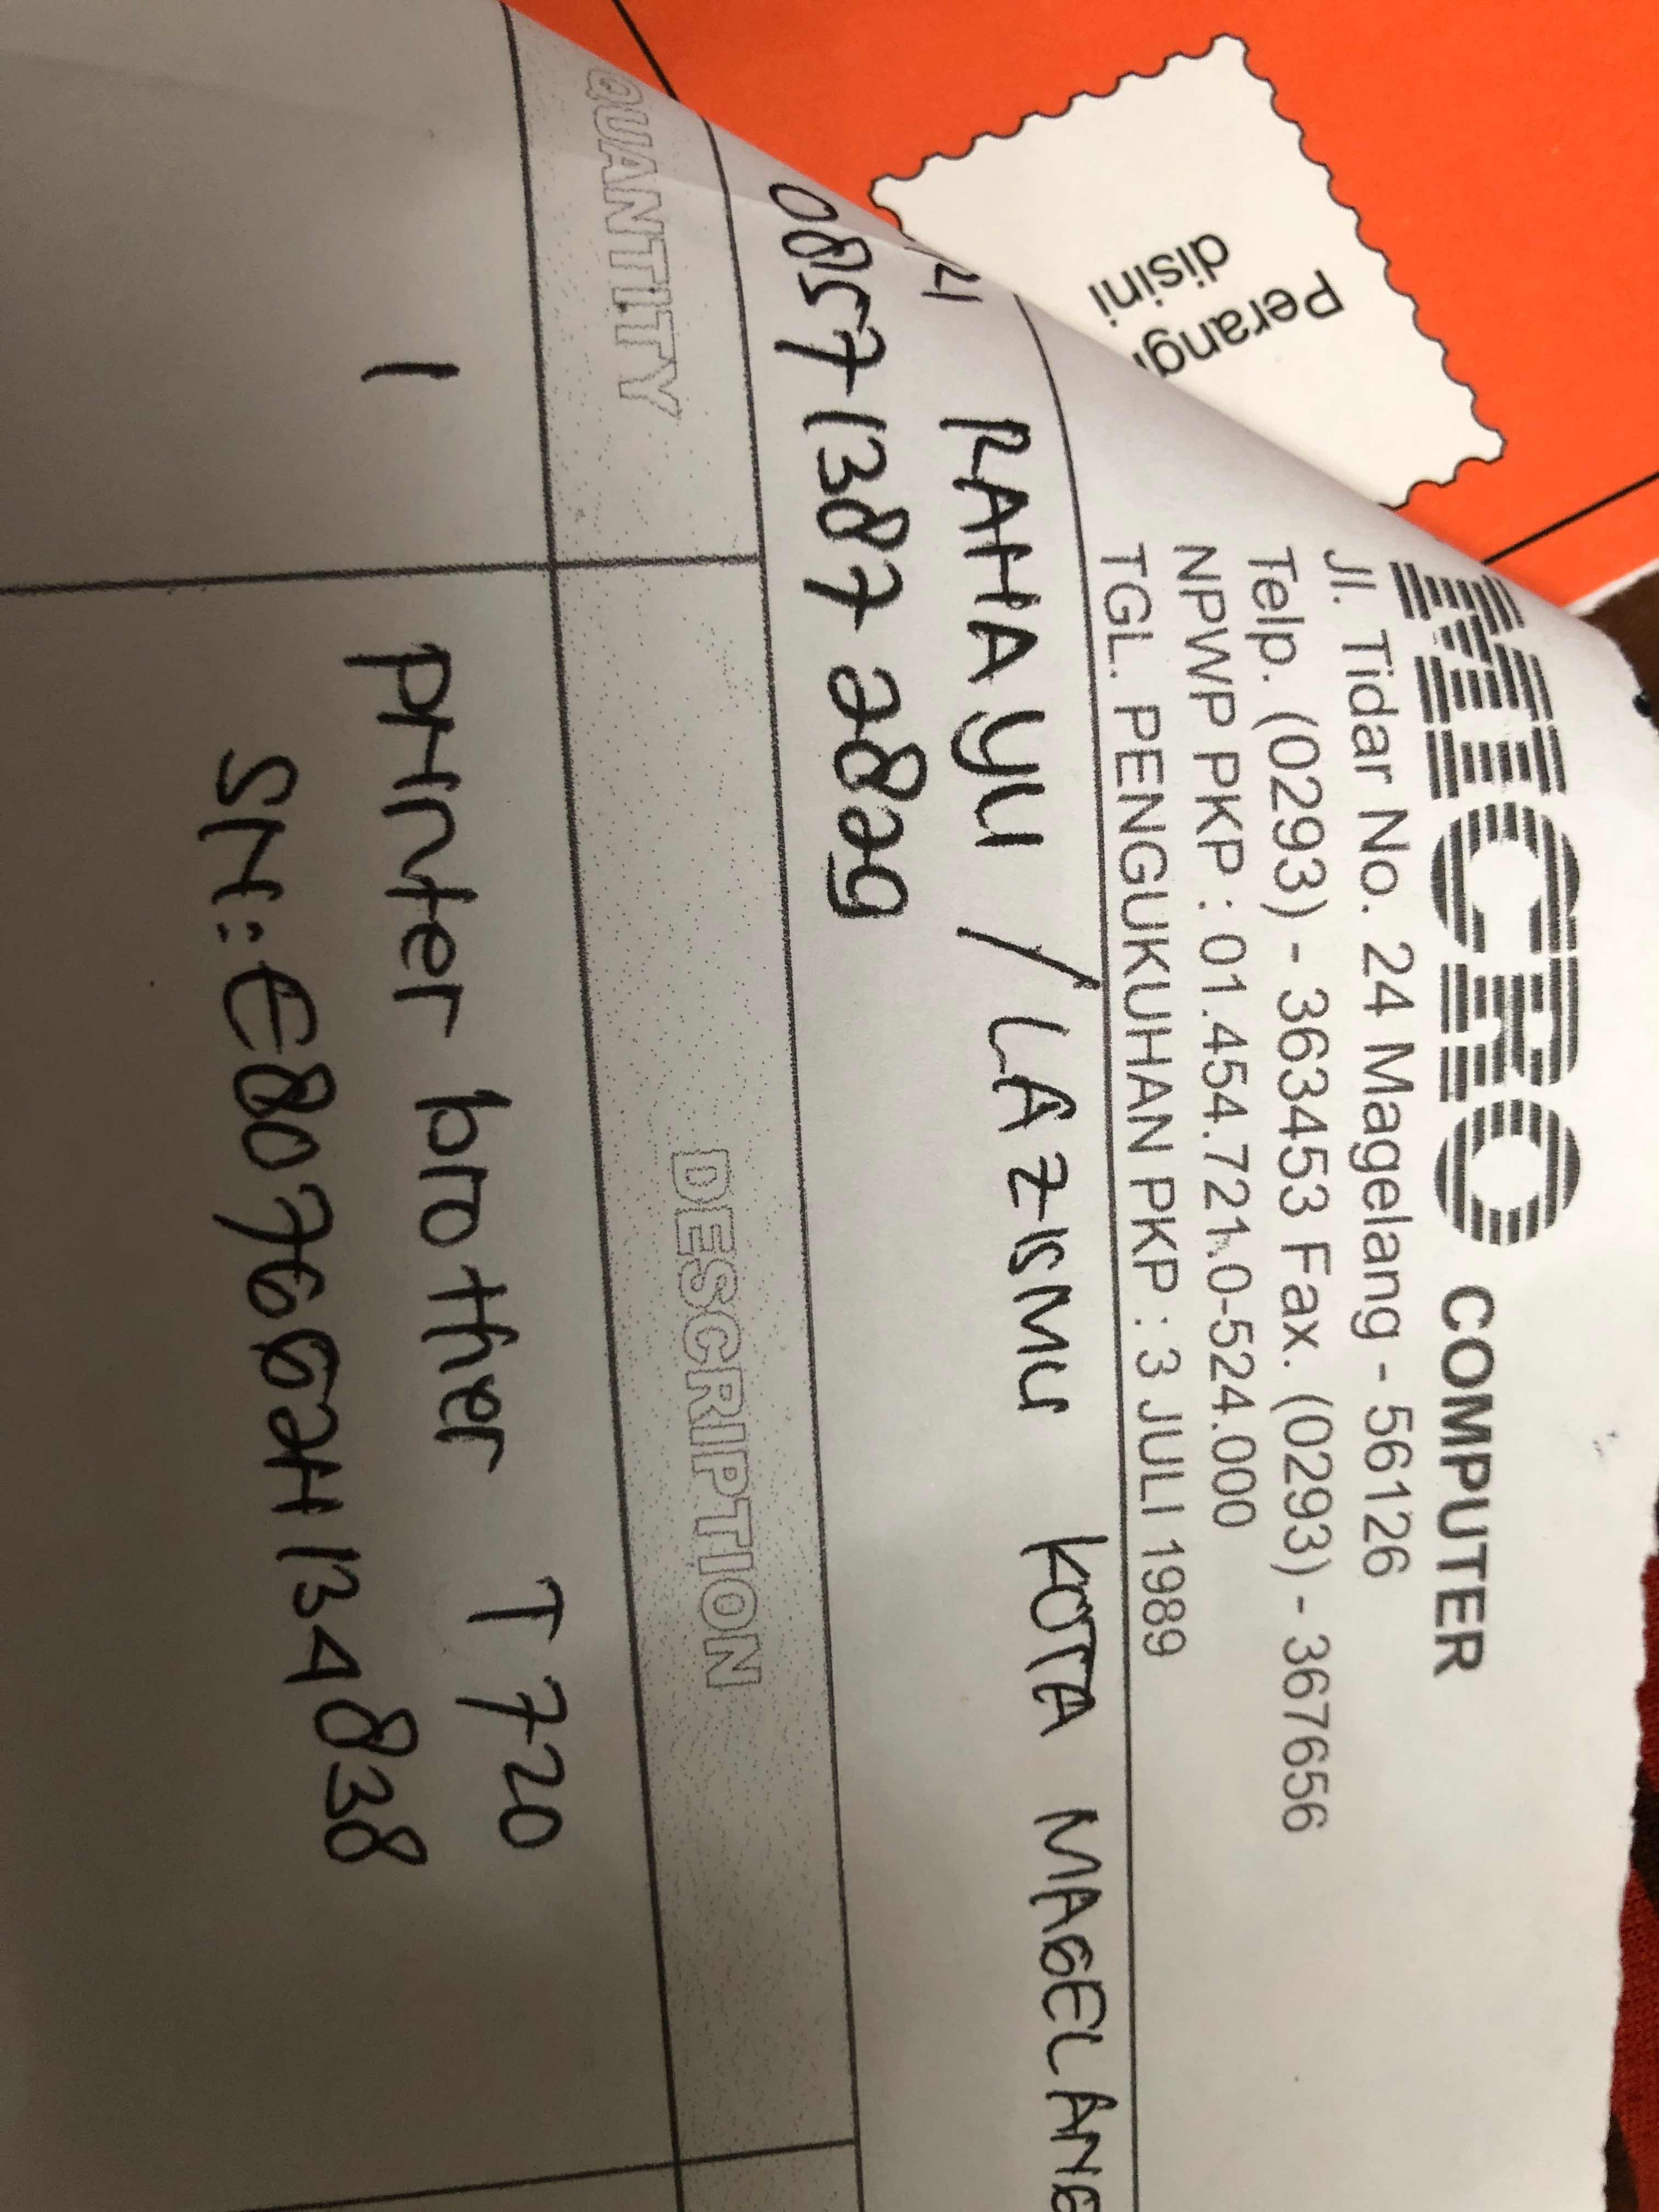 MICRO COMPUTER
Jl. Tidar No. 24 Magelang - 56126
Telp. (0293) - 363453 Fax. (0293) - 367656
NPWP PKP : 01.454.721.0-524.000
TGL. PENGUKUHAN PKP : 3 JULI 1989
RAHAYU / LAZISMU KOTA MAGELANG
0857 1387 2829
QUANTITY DESCRIPTION
1 Printer brother T720
SN: E80766G2H134838
disini